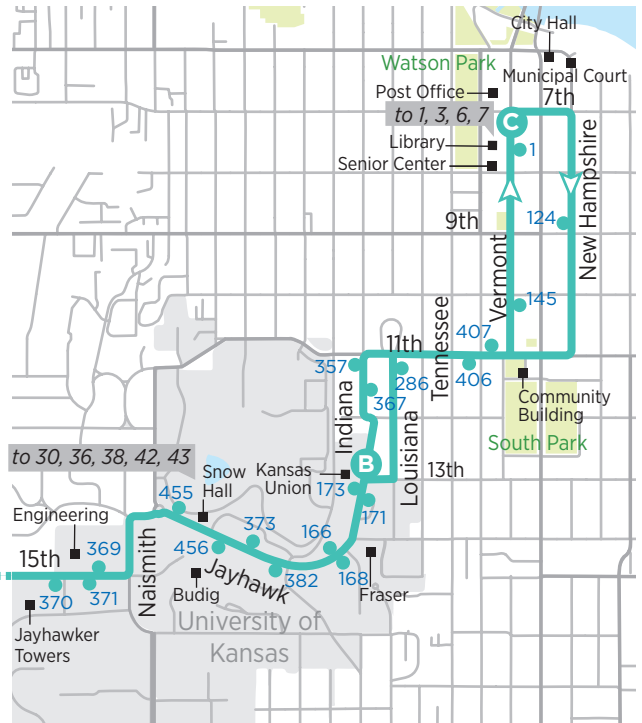 City Hall
Watson Park
Municipal Court
Post Office
7th
to 1, 3, 6, 7
C
Library
1
Senior Center
New Hampshire
124
9th
Vermont
145
Tennessee
407
11th
357
406
286
Community
Building
367
Indiana
Louisiana
South Park
to 30, 36, 38, 42, 43
B
Snow
Hall
Kansas
Union
13th
455
173
171
Engineering
373
166
15th
369
456
Jayhawk
382
168
Naismith
370
371
Budig
Fraser
Jayhawker
Towers
University of
Kansas